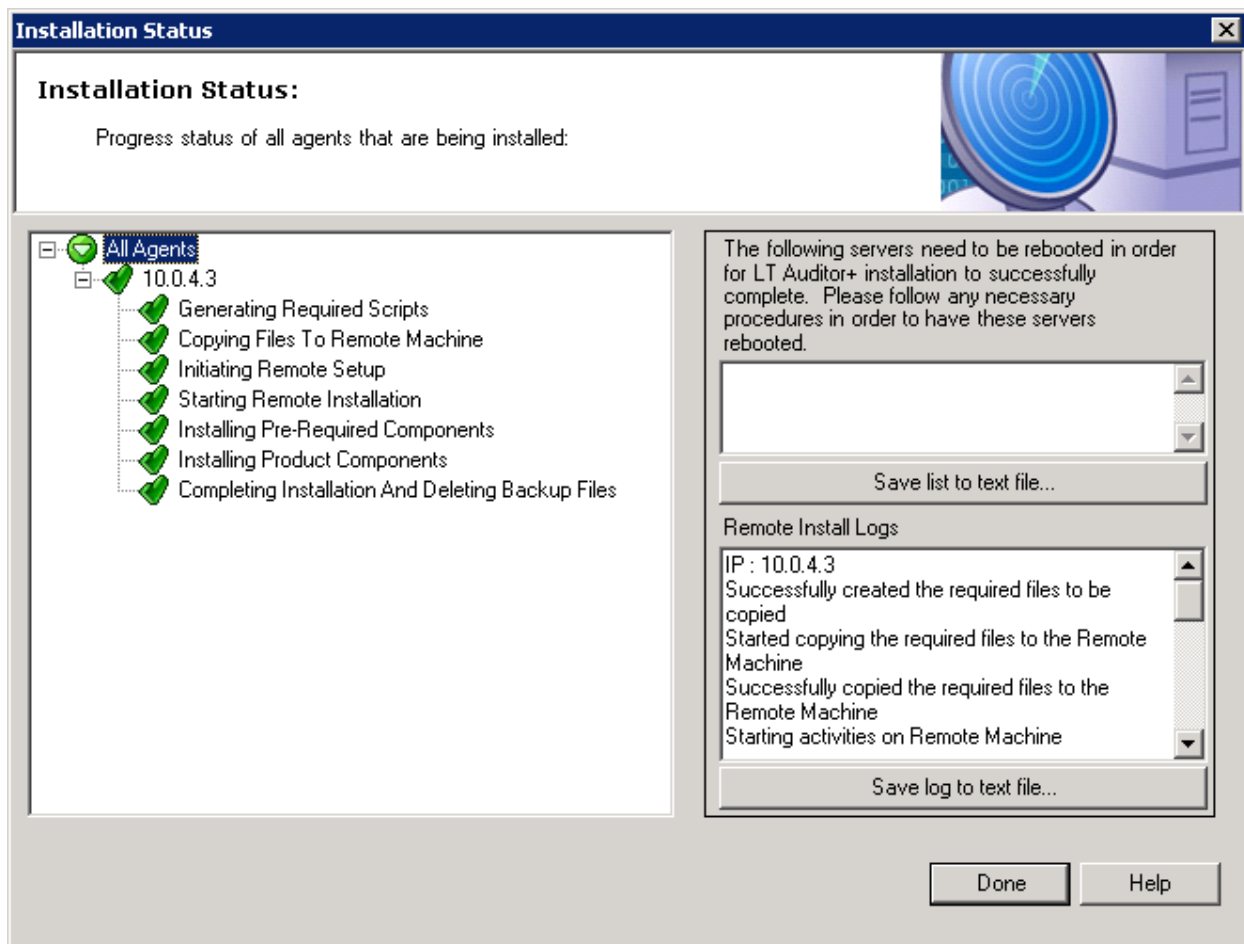 Installation Status
Installation Status:
Progress status of all agents that are being installed:
All Agents
10.0.4.3
Generating Required Scripts
Copying Files To Remote Machine
Initiating Remote Setup
Starting Remote Installation
Installing Pre-Required Components
Installing Product Components
Completing Installation And Deleting Backup Files
The following servers need to be rebooted in order
for LT Auditor+ installation to successfully
complete. Please follow any necessary
procedures in order to have these servers
rebooted.
Save list to text file...
Remote Install Logs
IP : 10.0.4.3
Successfully created the required files to be
copied
Started copying the required files to the Remote
Machine
Successfully copied the required files to the
Remote Machine
Starting activities on Remote Machine
Save log to text file...
Done
Help